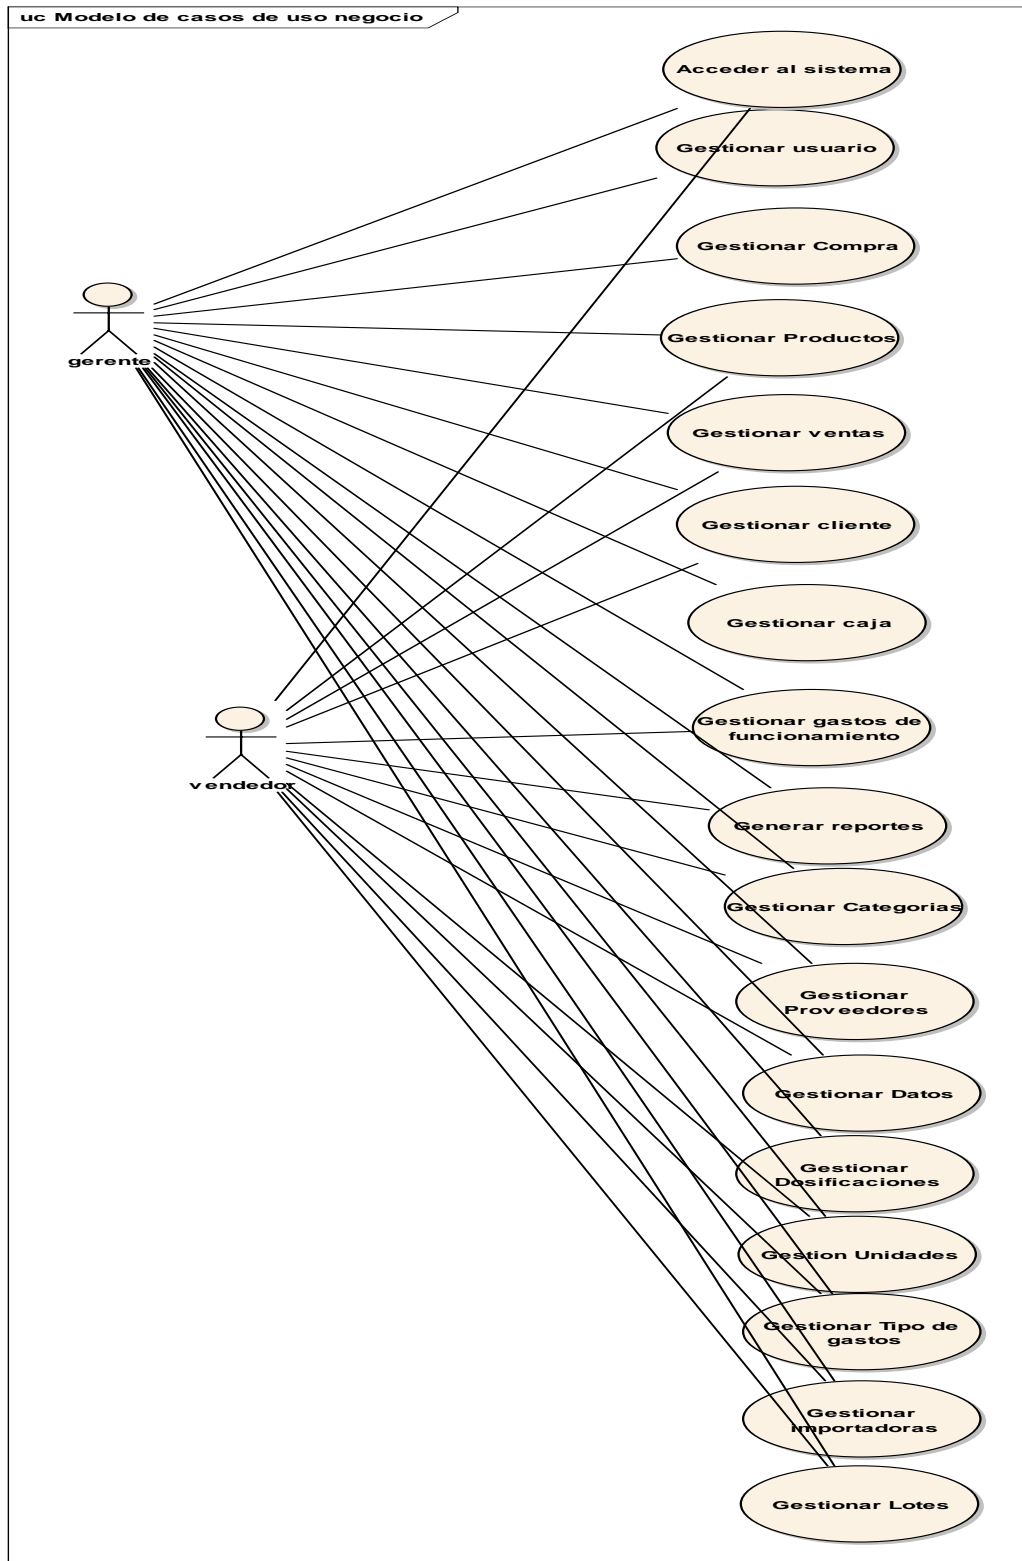 uc Modelo de casos de uso negocio
Acceder al sistema
Gestionar usuario
Gestionar Compra
gerente
Gestionar Productos
Gestionar ventas
Gestionar cliente
Gestionar caja
vendedor
Gestionar gastos de
funcionamiento
Generar reportes
Gestionar Categorias
Gestionar
Proveedores
Gestionar Datos
Gestionar
Dosificaciones
Gestion Unidades
Gestionar Tipo de
gastos
Gestionar
importadoras
Gestionar Lotes